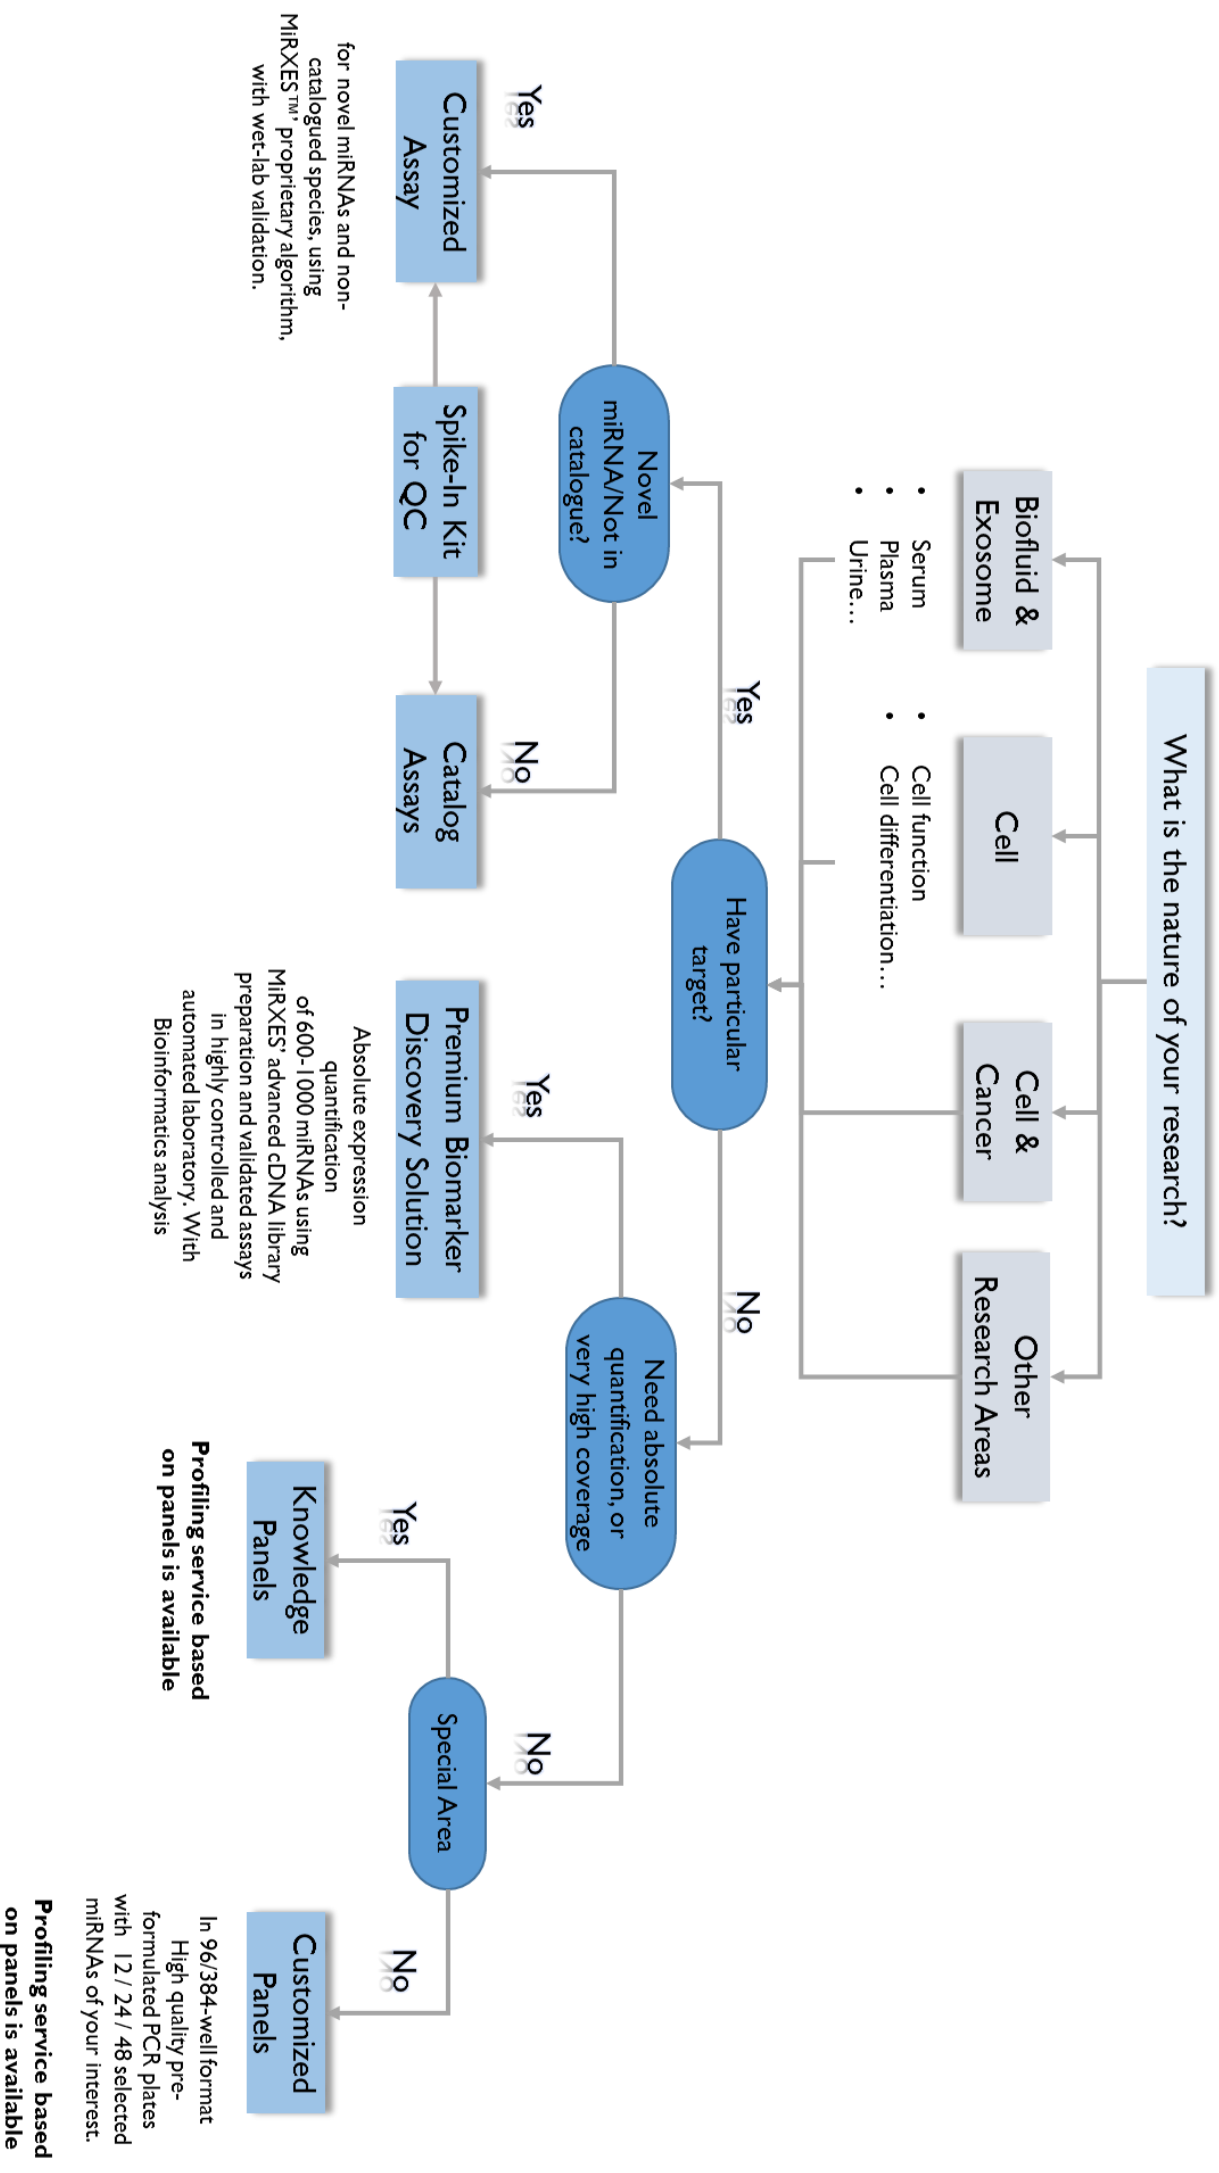 What is the nature of your research?
Biofluid &
Exosome
Cell
Cell &
Cancer
Other
Research Areas
• Serum
• Plasma
• Urine...
• Cell function
• Cell differentiation...
Have particular
target?
Yes
No
Novel
miRNA/Not in
catalogue?
Need absolute
quantification, or
very high coverage
Yes
No
Yes
No
Customized
Assay
Spike-In Kit
for QC
Catalog
Assays
Premium Biomarker
Discovery Solution
Special Area
for novel miRNAs and non-
catalogued species, using
MiRXES™' proprietary algorithm,
with wet-lab validation.
Absolute expression
quantification
of 600-1000 miRNAs using
MiRXES' advanced cDNA library
preparation and validated assays
in highly controlled and
automated laboratory. With
Bioinformatics analysis
Yes
No
Knowledge
Panels
Customized
Panels
Profiling service based
on panels is available
In 96/384-well format
High quality pre-
formulated PCR plates
with 12 / 24 / 48 selected
miRNAs of your interest.
Profiling service based
on panels is available